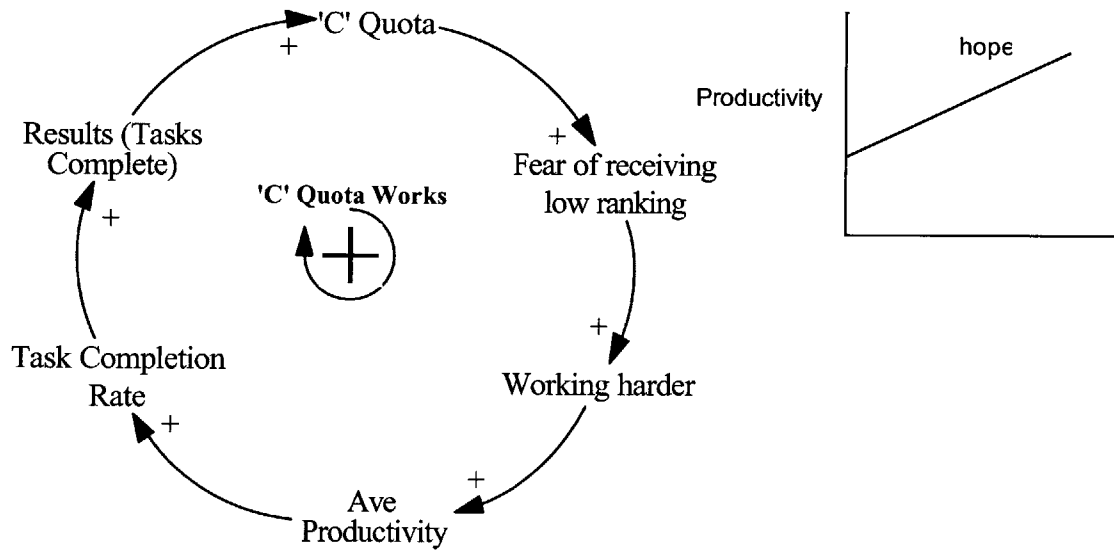 'C' Quota
+
hope
Productivity
Results (Tasks
Complete)
+
Fear of receiving
low ranking
'C' Quota Works
+
+
+
Task Completion
Rate
Working harder
+
+
Ave
Productivity